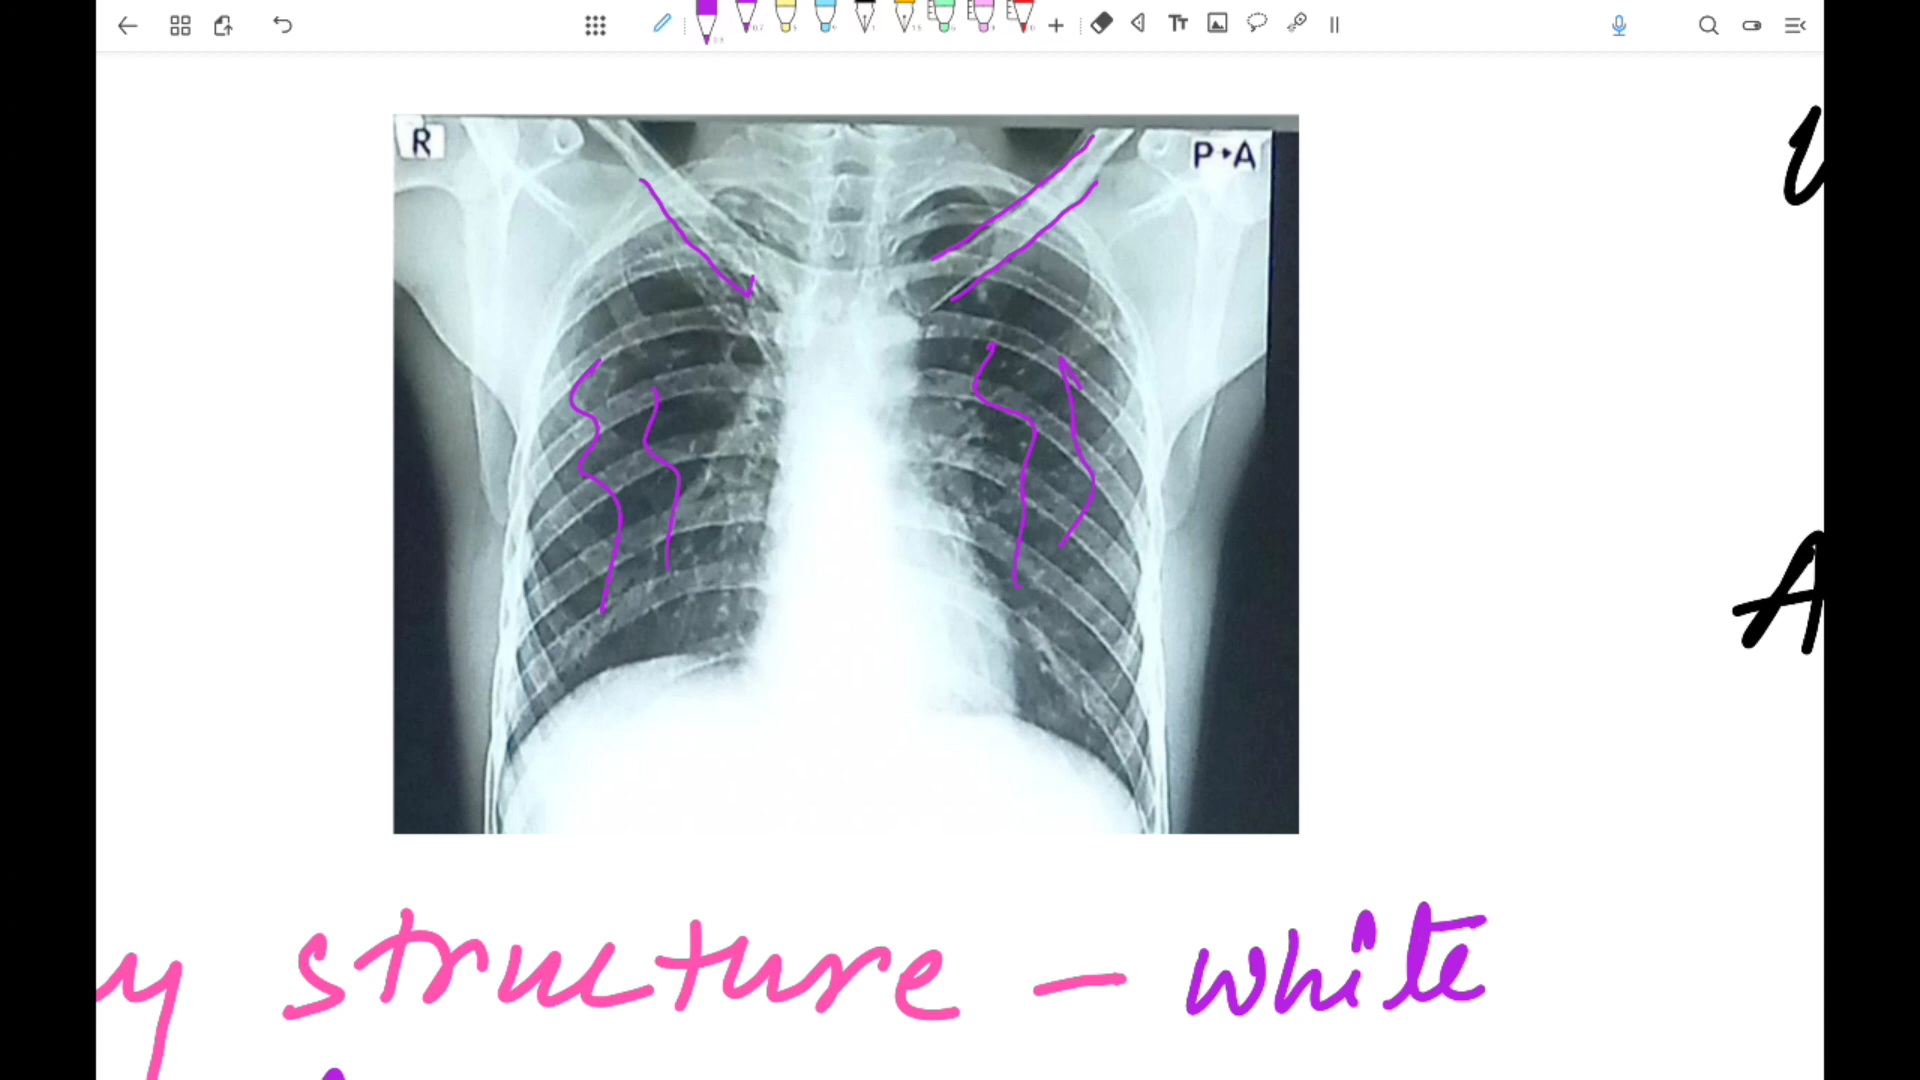 R
P•A
y structure – white